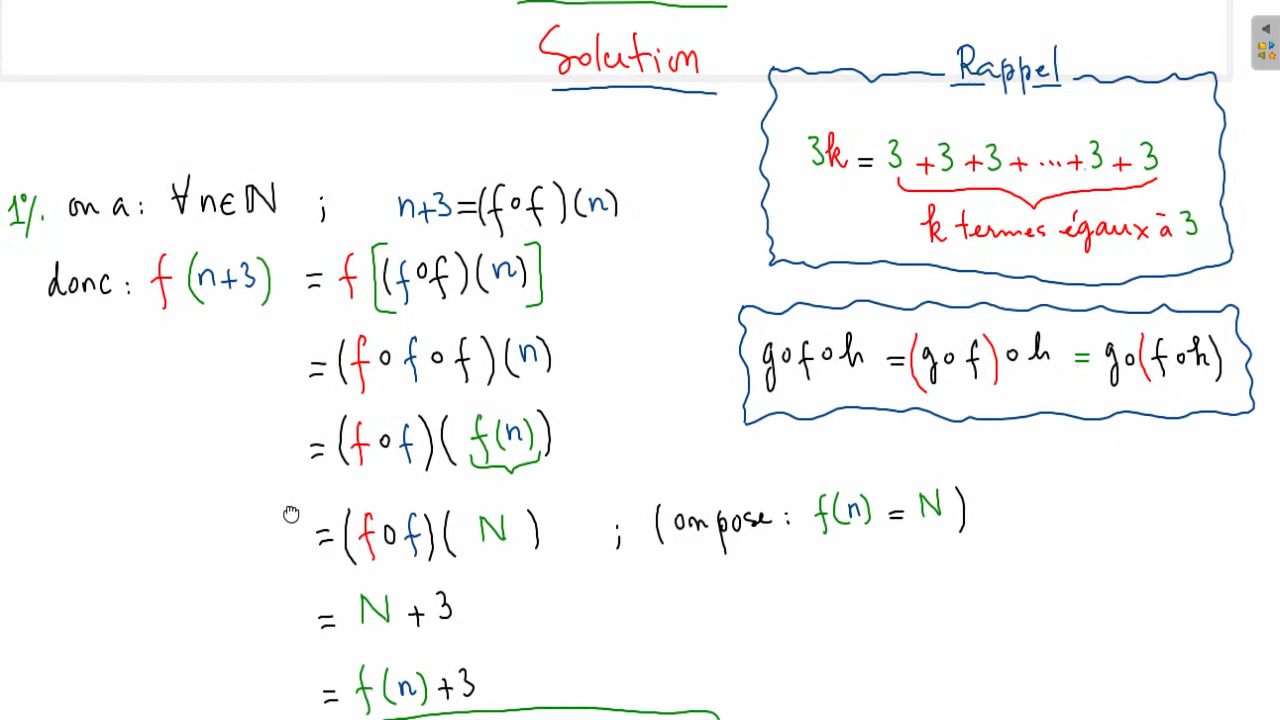 Solution
Rappel
3k = 3 + 3 + 3 + ... + 3 + 3
k termes égaux à 3
1°/. on a : ∀n∈ℕ ; n+3 = (f∘f)(n)
donc : f(n+3) = f[(f∘f)(n)]
= (f∘f∘f)(n)
g∘f∘h = (g∘f)∘h = g∘(f∘h)
= (f∘f)(f(n))
= (f∘f)( N ) ; (on pose : f(n) = N)
= N + 3
= f(n) + 3